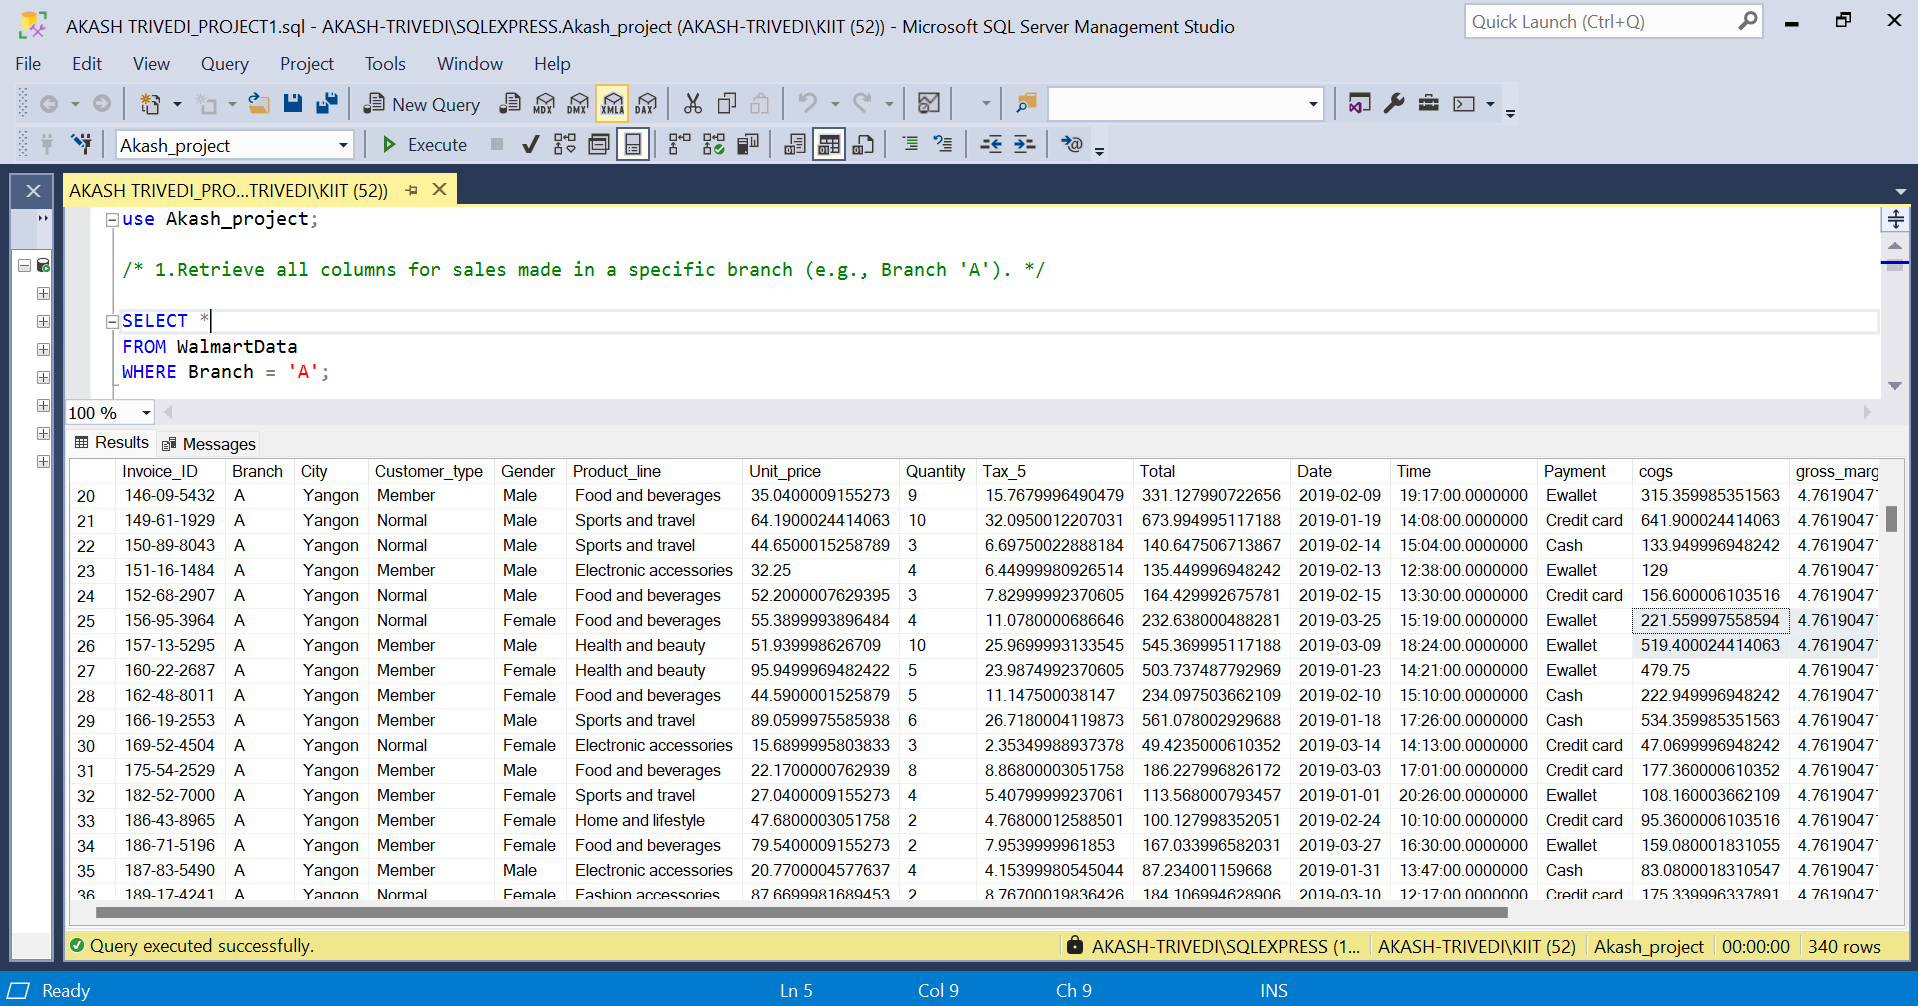 AKASH TRIVEDI_PROJECT1.sql - AKASH-TRIVEDI\SQLEXPRESS.Akash_project (AKASH-TRIVEDI\KIIT (52)) - Microsoft SQL Server Management Studio
Quick Launch (Ctrl+Q)
File Edit View Query Project Tools Window Help
New Query MDX DMX XMLA DAX
Akash_project Execute
AKASH TRIVEDI_PRO...TRIVEDI\KIIT (52))
use Akash_project;
/* 1.Retrieve all columns for sales made in a specific branch (e.g., Branch 'A'). */
SELECT *
FROM WalmartData
WHERE Branch = 'A';
100 %
Results Messages
Invoice_ID Branch City Customer_type Gender Product_line Unit_price Quantity Tax_5 Total Date Time Payment cogs gross_marg
20 146-09-5432 A Yangon Member Male Food and beverages 35.0400009155273 9 15.7679996490479 331.127990722656 2019-02-09 19:17:00.0000000 Ewallet 315.359985351563 4.7619047
21 149-61-1929 A Yangon Normal Male Sports and travel 64.1900024414063 10 32.0950012207031 673.994995117188 2019-01-19 14:08:00.0000000 Credit card 641.900024414063 4.7619047
22 150-89-8043 A Yangon Normal Male Sports and travel 44.6500015258789 3 6.69750022888184 140.647506713867 2019-02-14 15:04:00.0000000 Cash 133.949996948242 4.7619047
23 151-16-1484 A Yangon Member Male Electronic accessories 32.25 4 6.44999980926514 135.449996948242 2019-02-13 12:38:00.0000000 Ewallet 129 4.7619047
24 152-68-2907 A Yangon Normal Male Food and beverages 52.2000007629395 3 7.82999992370605 164.429992675781 2019-02-15 13:30:00.0000000 Credit card 156.600006103516 4.7619047
25 156-95-3964 A Yangon Normal Female Food and beverages 55.3899993896484 4 11.0780000686646 232.638000488281 2019-03-25 15:19:00.0000000 Ewallet 221.559997558594 4.7619047
26 157-13-5295 A Yangon Member Male Health and beauty 51.939998626709 10 25.9699993133545 545.369995117188 2019-03-09 18:24:00.0000000 Ewallet 519.400024414063 4.7619047
27 160-22-2687 A Yangon Member Female Health and beauty 95.9449969482422 5 23.9874992370605 503.737487792969 2019-01-23 14:21:00.0000000 Ewallet 479.75 4.7619047
28 162-48-8011 A Yangon Member Female Food and beverages 44.5900001525879 5 11.147500038147 234.097503662109 2019-02-10 15:10:00.0000000 Cash 222.949996948242 4.7619047
29 166-19-2553 A Yangon Member Male Sports and travel 89.0599975585938 6 26.7180004119873 561.078002929688 2019-01-18 17:26:00.0000000 Cash 534.359985351563 4.7619047
30 169-52-4504 A Yangon Normal Female Electronic accessories 15.6899995803833 3 2.35349988937378 49.4235000610352 2019-03-14 14:13:00.0000000 Credit card 47.0699996948242 4.7619047
31 175-54-2529 A Yangon Member Male Food and beverages 22.1700000762939 8 8.86800003051758 186.227996826172 2019-03-03 17:01:00.0000000 Credit card 177.360000610352 4.7619047
32 182-52-7000 A Yangon Member Female Sports and travel 27.0400009155273 4 5.40799999237061 113.568000793457 2019-01-01 20:26:00.0000000 Ewallet 108.160003662109 4.7619047
33 186-43-8965 A Yangon Member Female Home and lifestyle 47.6800003051758 2 4.76800012588501 100.127998352051 2019-02-24 10:10:00.0000000 Credit card 95.3600006103516 4.7619047
34 186-71-5196 A Yangon Member Female Food and beverages 79.5400009155273 2 7.9539999961853 167.033996582031 2019-03-27 16:30:00.0000000 Ewallet 159.080001831055 4.7619047
35 187-83-5490 A Yangon Member Male Electronic accessories 20.7700004577637 4 4.15399980545044 87.234001159668 2019-01-31 13:47:00.0000000 Cash 83.0800018310547 4.7619047
36 189-17-4241 A Yangon Normal Female Fashion accessories 87.6699981689453 2 8.76700019836426 184.106994628906 2019-03-10 12:17:00.0000000 Credit card 175.339996337891 4.7619047
Query executed successfully. AKASH-TRIVEDI\SQLEXPRESS (1... AKASH-TRIVEDI\KIIT (52) Akash_project 00:00:00 340 rows
Ready Ln 5 Col 9 Ch 9 INS